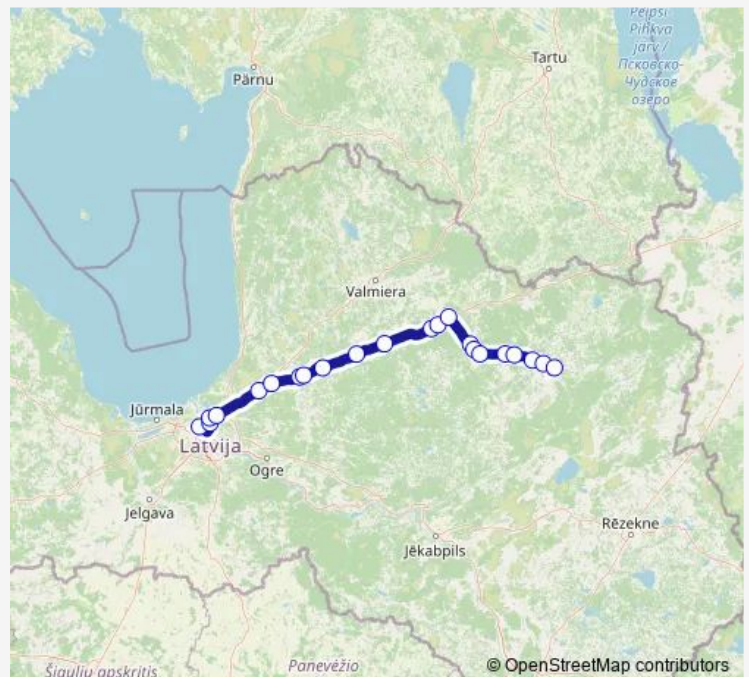 Peipsi-
Pihkva
järv /
Псковско-
Чудское
озеро
Tartu
Pärnu
Valmiera
Jūrmala
Latvija
Ogre
Jelgava
Rēzekne
Jēkabpils
Šiaulių apskritis
Panevėžio
© OpenStreetMap contributors